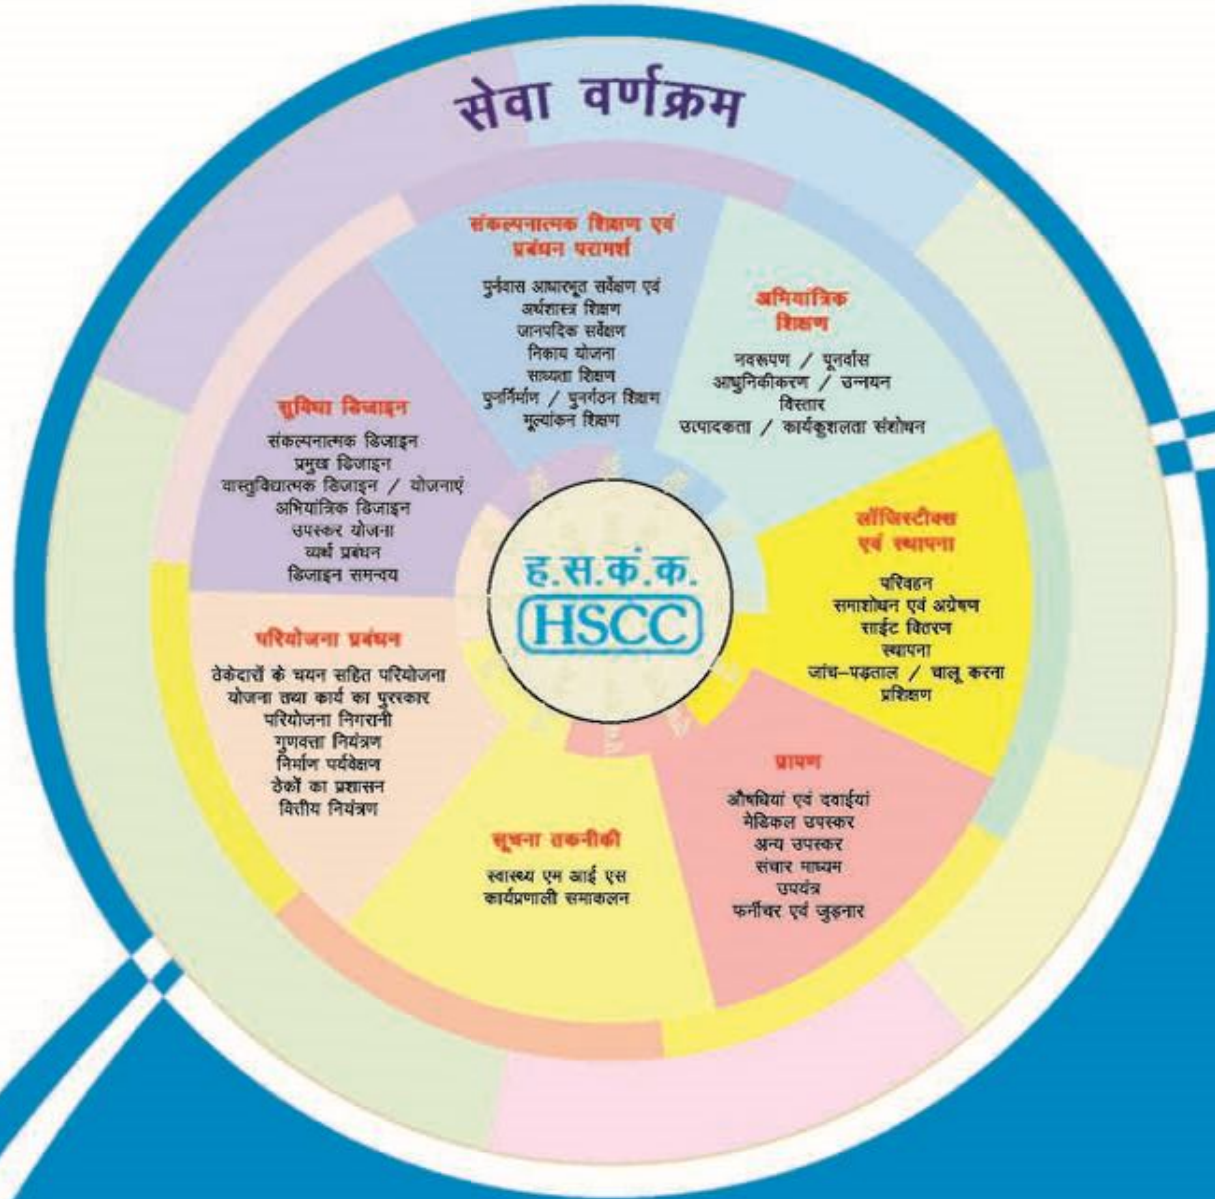 सेवा वर्णक्रम
संकल्पनात्मक शिक्षण एवं
प्रबंधन परामर्श
पुर्नवास आधारभूत सर्वेक्षण एवं
अर्थशास्त्र शिक्षण
जानपदिक सर्वेक्षण
निकाय योजना
साध्यता शिक्षण
पुनर्निर्माण / पुनर्गठन शिक्षण
मूल्यांकन शिक्षण
अभियांत्रिक
शिक्षण
नवरूपण / पूनर्वास
आधुनिकीकरण / उन्नयन
विस्तार
उत्पादकता / कार्यकुशलता संशोधन
लॉजिस्टीक्स
एवं स्थापना
परिवहन
समाशोधन एवं अग्रेषण
साईट वितरण
स्थापना
जांच–पड़ताल / चालू करना
प्रशिक्षण
प्रापण
औषधियां एवं दवाईयां
मेडिकल उपस्कर
अन्य उपस्कर
संचार माध्यम
उपयंत्र
फर्नीचर एवं जुड़नार
सूचना तकनीकी
स्वास्थ्य एम आई एस
कार्यप्रणाली समाकलन
परियोजना प्रबंधन
ठेकेदारों के चयन सहित परियोजना
योजना तथा कार्य का पुरस्कार
परियोजना निगरानी
गुणवत्ता नियंत्रण
निर्माण पर्यवेक्षण
ठेकों का प्रशासन
वित्तीय नियंत्रण
सुविधा डिजाइन
संकल्पनात्मक डिजाइन
प्रमुख डिजाइन
वास्तुविधात्मक डिजाइन / योजनाएं
अभियांत्रिक डिजाइन
उपस्कर योजना
व्यर्थ प्रबंधन
डिजाइन समन्वय
ह.स.कं.क.
HSCC